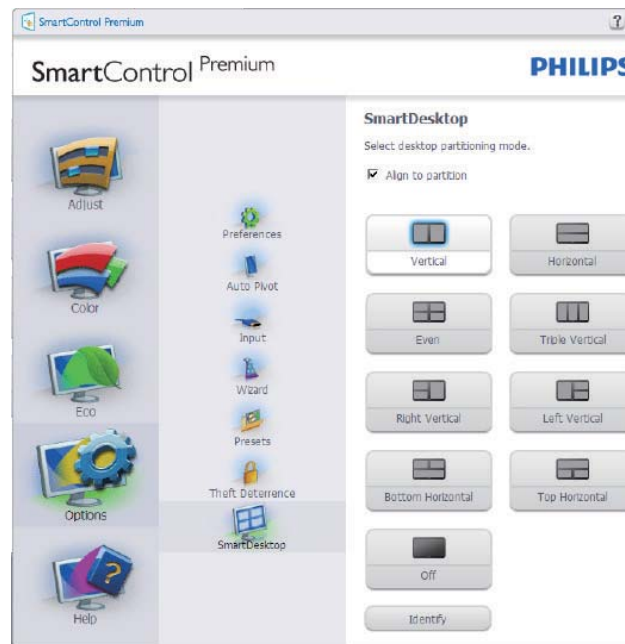 SmartControl Premium
?
SmartControl Premium
PHILIPS
Adjust
Color
Eco
Options
Help
Preferences
Auto Pivot
Input
Wizard
Presets
Theft Deterrence
SmartDesktop
SmartDesktop
Select desktop partitioning mode.
Align to partition
Vertical
Horizontal
Even
Triple Vertical
Right Vertical
Left Vertical
Bottom Horizontal
Top Horizontal
Off
Identify